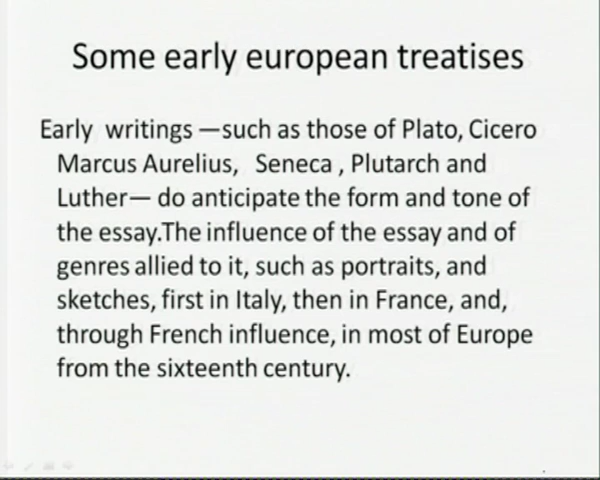 Some early european treatises
Early writings —such as those of Plato, Cicero
Marcus Aurelius, Seneca , Plutarch and
Luther— do anticipate the form and tone of
the essay.The influence of the essay and of
genres allied to it, such as portraits, and
sketches, first in Italy, then in France, and,
through French influence, in most of Europe
from the sixteenth century.